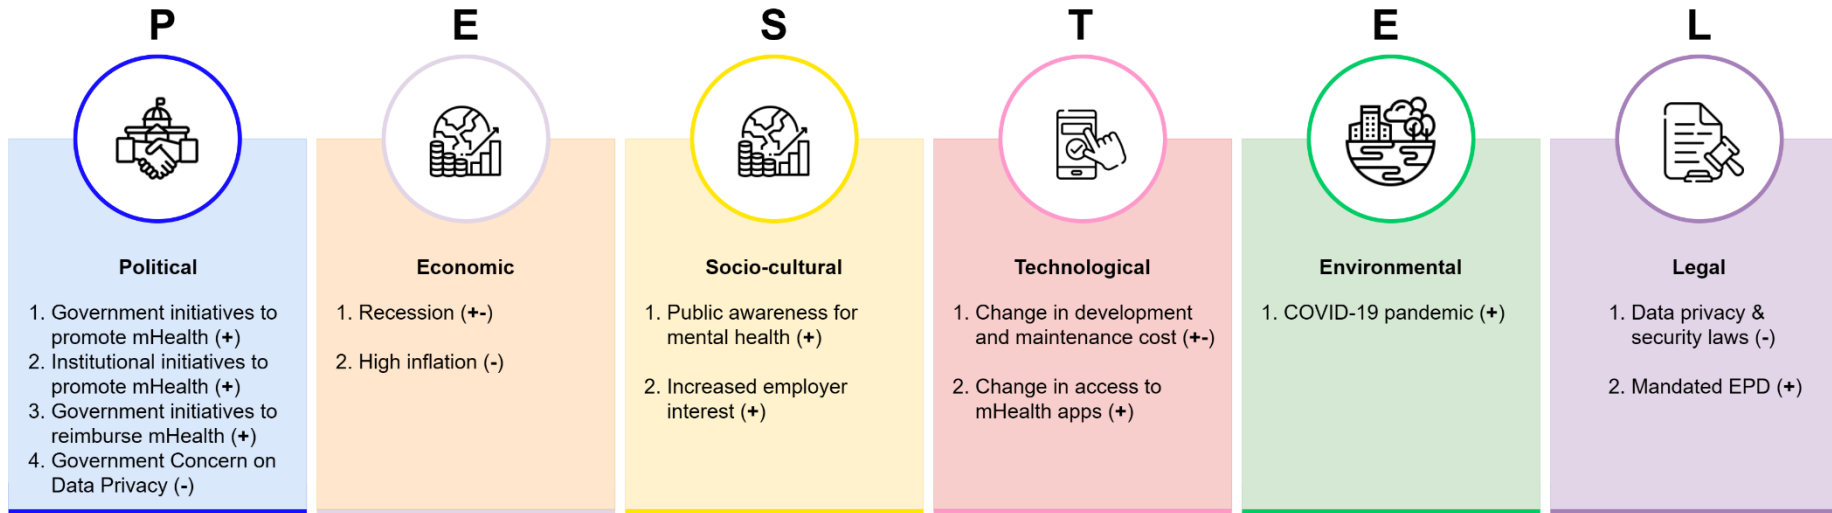 P
E
S
T
E
L
Political
1. Government initiatives to
promote mHealth (+)
2. Institutional initiatives to
promote mHealth (+)
3. Government initiatives to
reimburse mHealth (+)
4. Government Concern on
Data Privacy (-)
Economic
1. Recession (+-)
2. High inflation (-)
Socio-cultural
1. Public awareness for
mental health (+)
2. Increased employer
interest (+)
Technological
1. Change in development
and maintenance cost (+-)
2. Change in access to
mHealth apps (+)
Environmental
1. COVID-19 pandemic (+)
Legal
1. Data privacy &
security laws (-)
2. Mandated EPD (+)